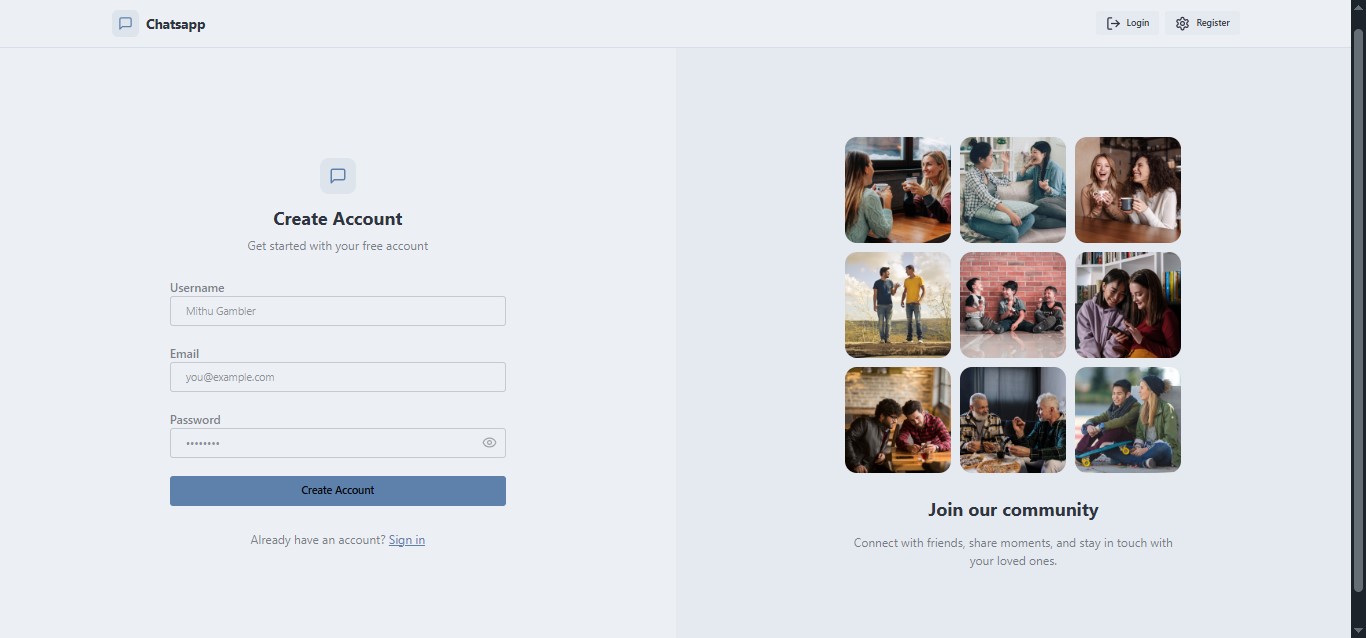 Chatsapp
Login
Register
Create Account
Get started with your free account
Username
Mithu Gambler
Email
you@example.com
Password
••••••••
Create Account
Already have an account? Sign in
Join our community
Connect with friends, share moments, and stay in touch with
your loved ones.